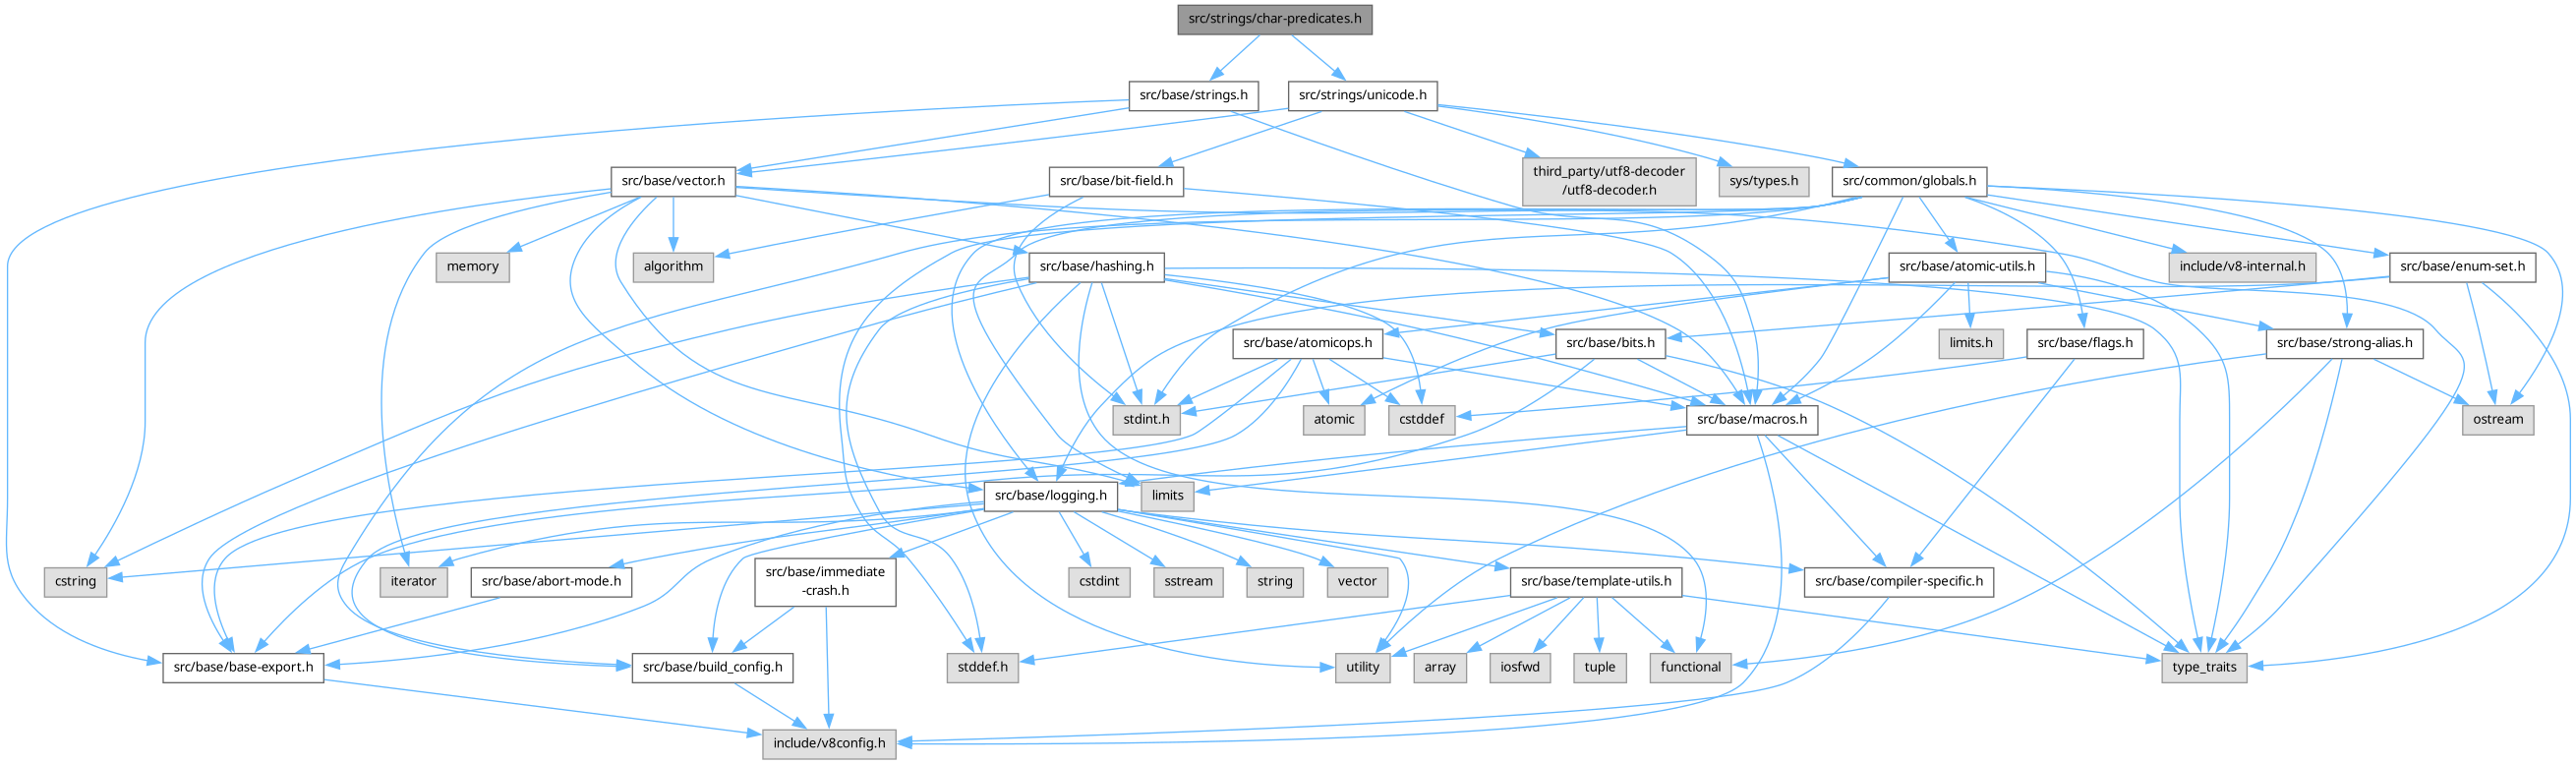 src/strings/char-predicates.h
src/base/strings.h
src/strings/unicode.h
src/base/vector.h
src/base/bit-field.h
third_party/utf8-decoder
/utf8-decoder.h
sys/types.h
src/common/globals.h
memory
algorithm
src/base/hashing.h
src/base/atomic-utils.h
include/v8-internal.h
src/base/enum-set.h
src/base/atomicops.h
src/base/bits.h
limits.h
src/base/flags.h
src/base/strong-alias.h
stdint.h
atomic
cstddef
src/base/macros.h
ostream
src/base/logging.h
limits
cstring
iterator
src/base/abort-mode.h
src/base/immediate
-crash.h
cstdint
sstream
string
vector
src/base/template-utils.h
src/base/compiler-specific.h
src/base/base-export.h
src/base/build_config.h
stddef.h
utility
array
iosfwd
tuple
functional
type_traits
include/v8config.h